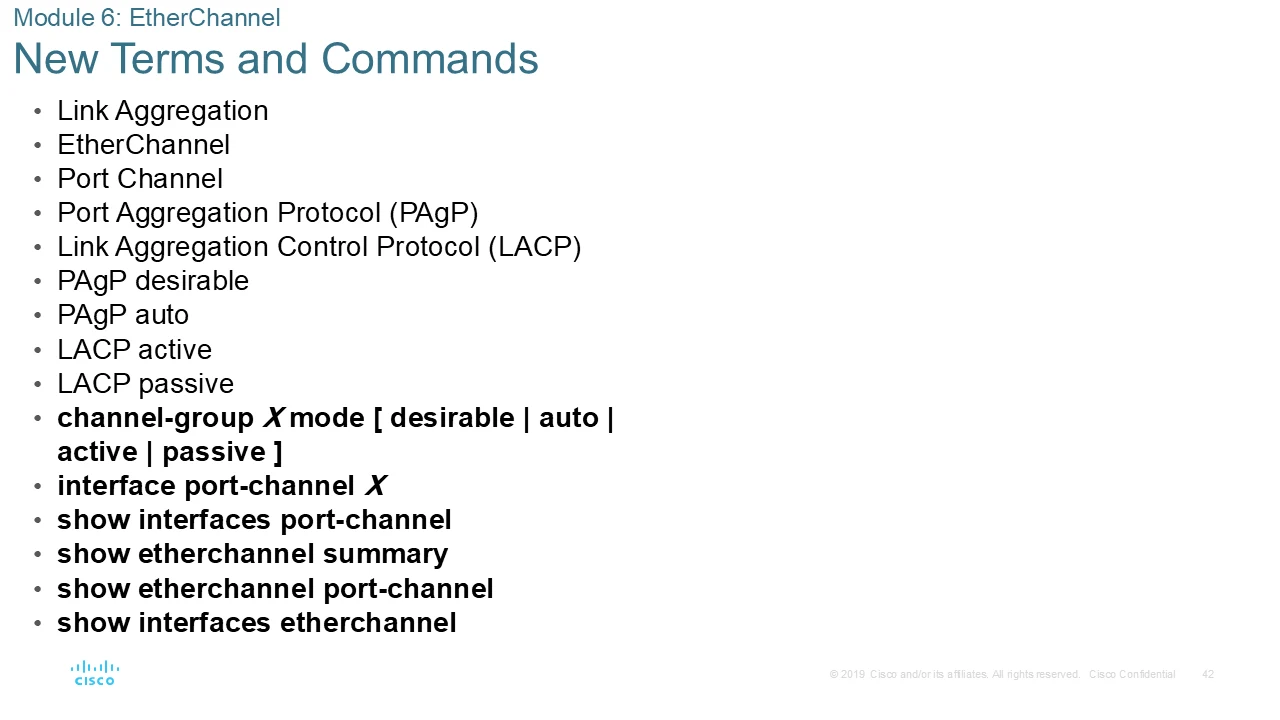 Module 6: EtherChannel
New Terms and Commands
• Link Aggregation
• EtherChannel
• Port Channel
• Port Aggregation Protocol (PAgP)
• Link Aggregation Control Protocol (LACP)
• PAgP desirable
• PAgP auto
• LACP active
• LACP passive
• channel-group X mode [ desirable | auto |
active | passive ]
• interface port-channel X
• show interfaces port-channel
• show etherchannel summary
• show etherchannel port-channel
• show interfaces etherchannel
CISCO
© 2019 Cisco and/or its affiliates. All rights reserved. Cisco Confidential 42